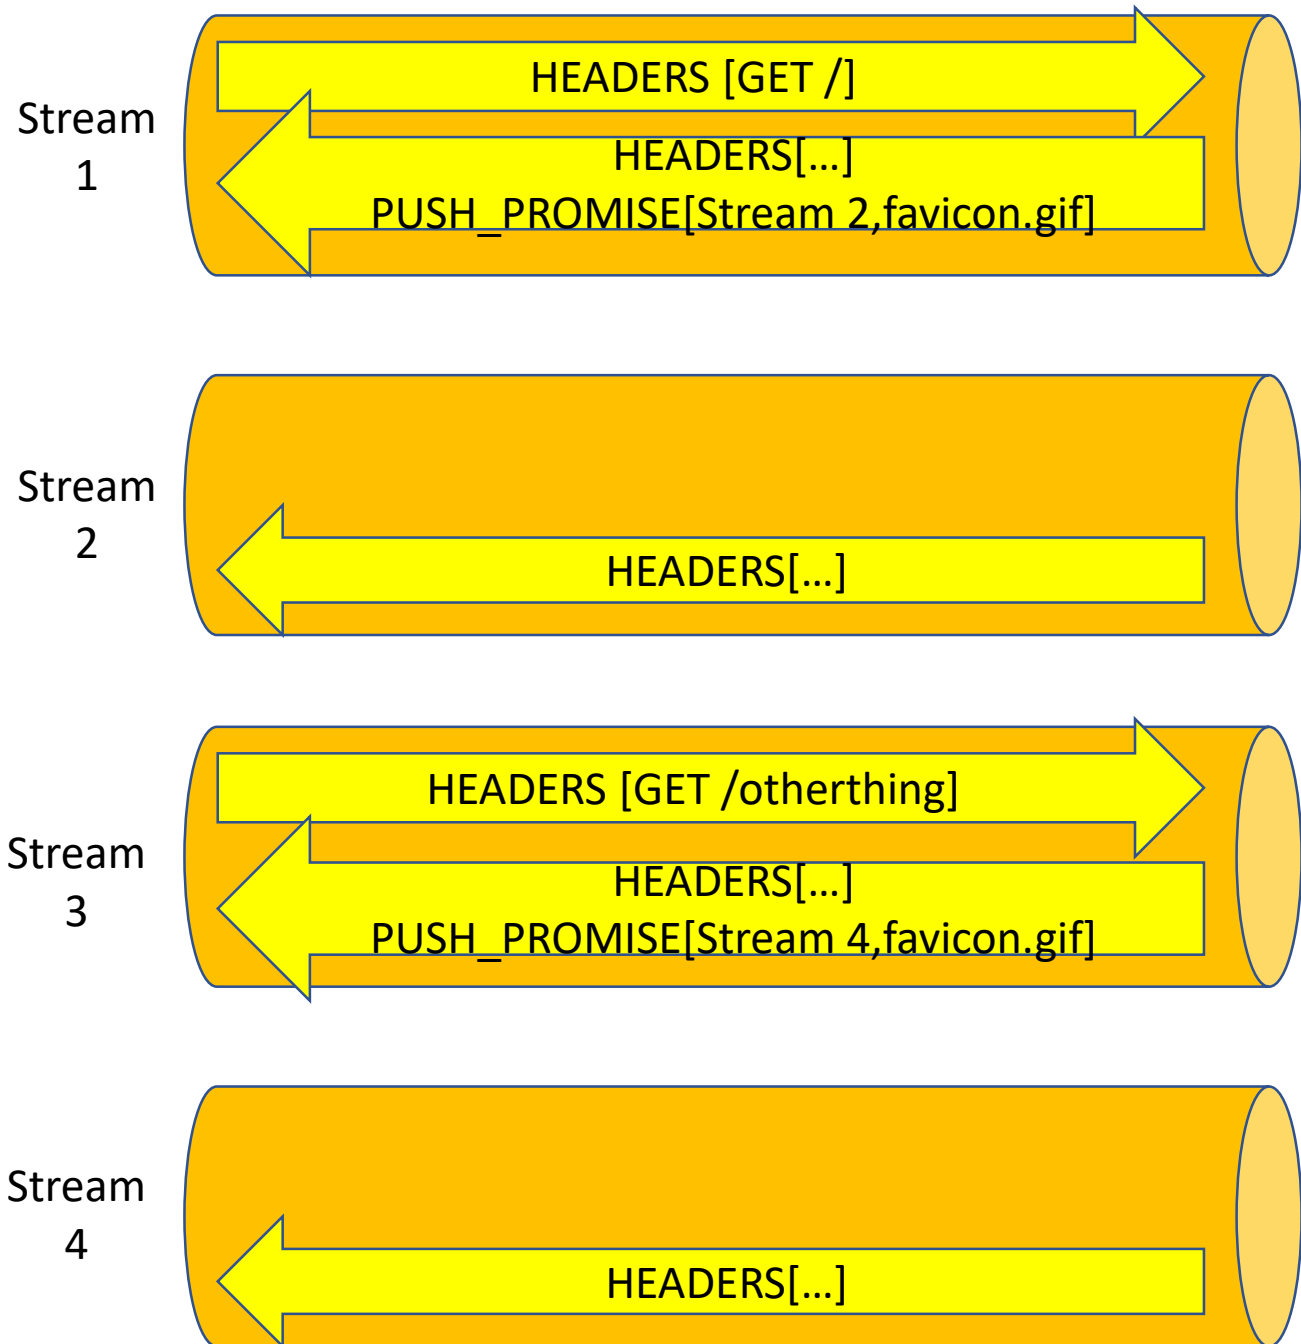 Stream
1
HEADERS [GET /]
HEADERS[...]
PUSH_PROMISE[Stream 2,favicon.gif]
Stream
2
HEADERS[...]
Stream
3
HEADERS [GET /otherthing]
HEADERS[...]
PUSH_PROMISE[Stream 4,favicon.gif]
Stream
4
HEADERS[...]